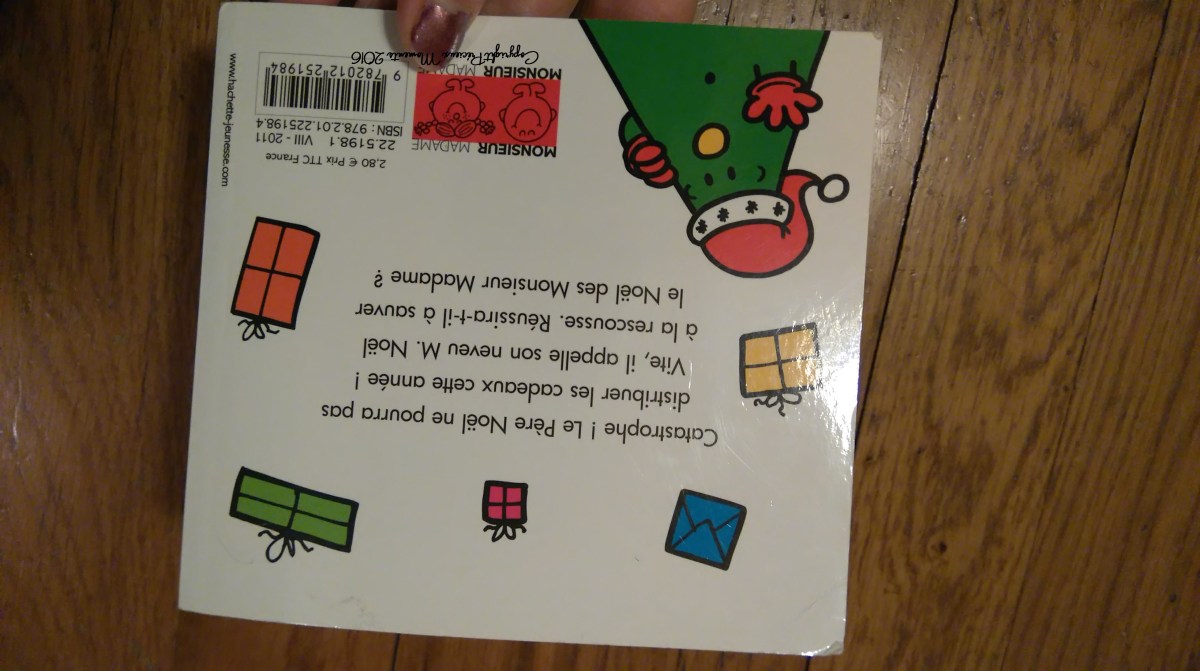 Catastrophe ! Le Père Noël ne pourra pas
distribuer les cadeaux cette année !
Vite, il appelle son neveu M. Noël
à la rescousse. Réussira-t-il à sauver
le Noël des Monsieur Madame ?
MONSIEUR MADAME
MONSIEUR MADAME
2,80 € Prix TTC France
22.5198.1 VIII - 2011
ISBN : 978.2.01.225198.4
9 782012 251984
www.hachette-jeunesse.com
Copyright Precieux Moments 2016